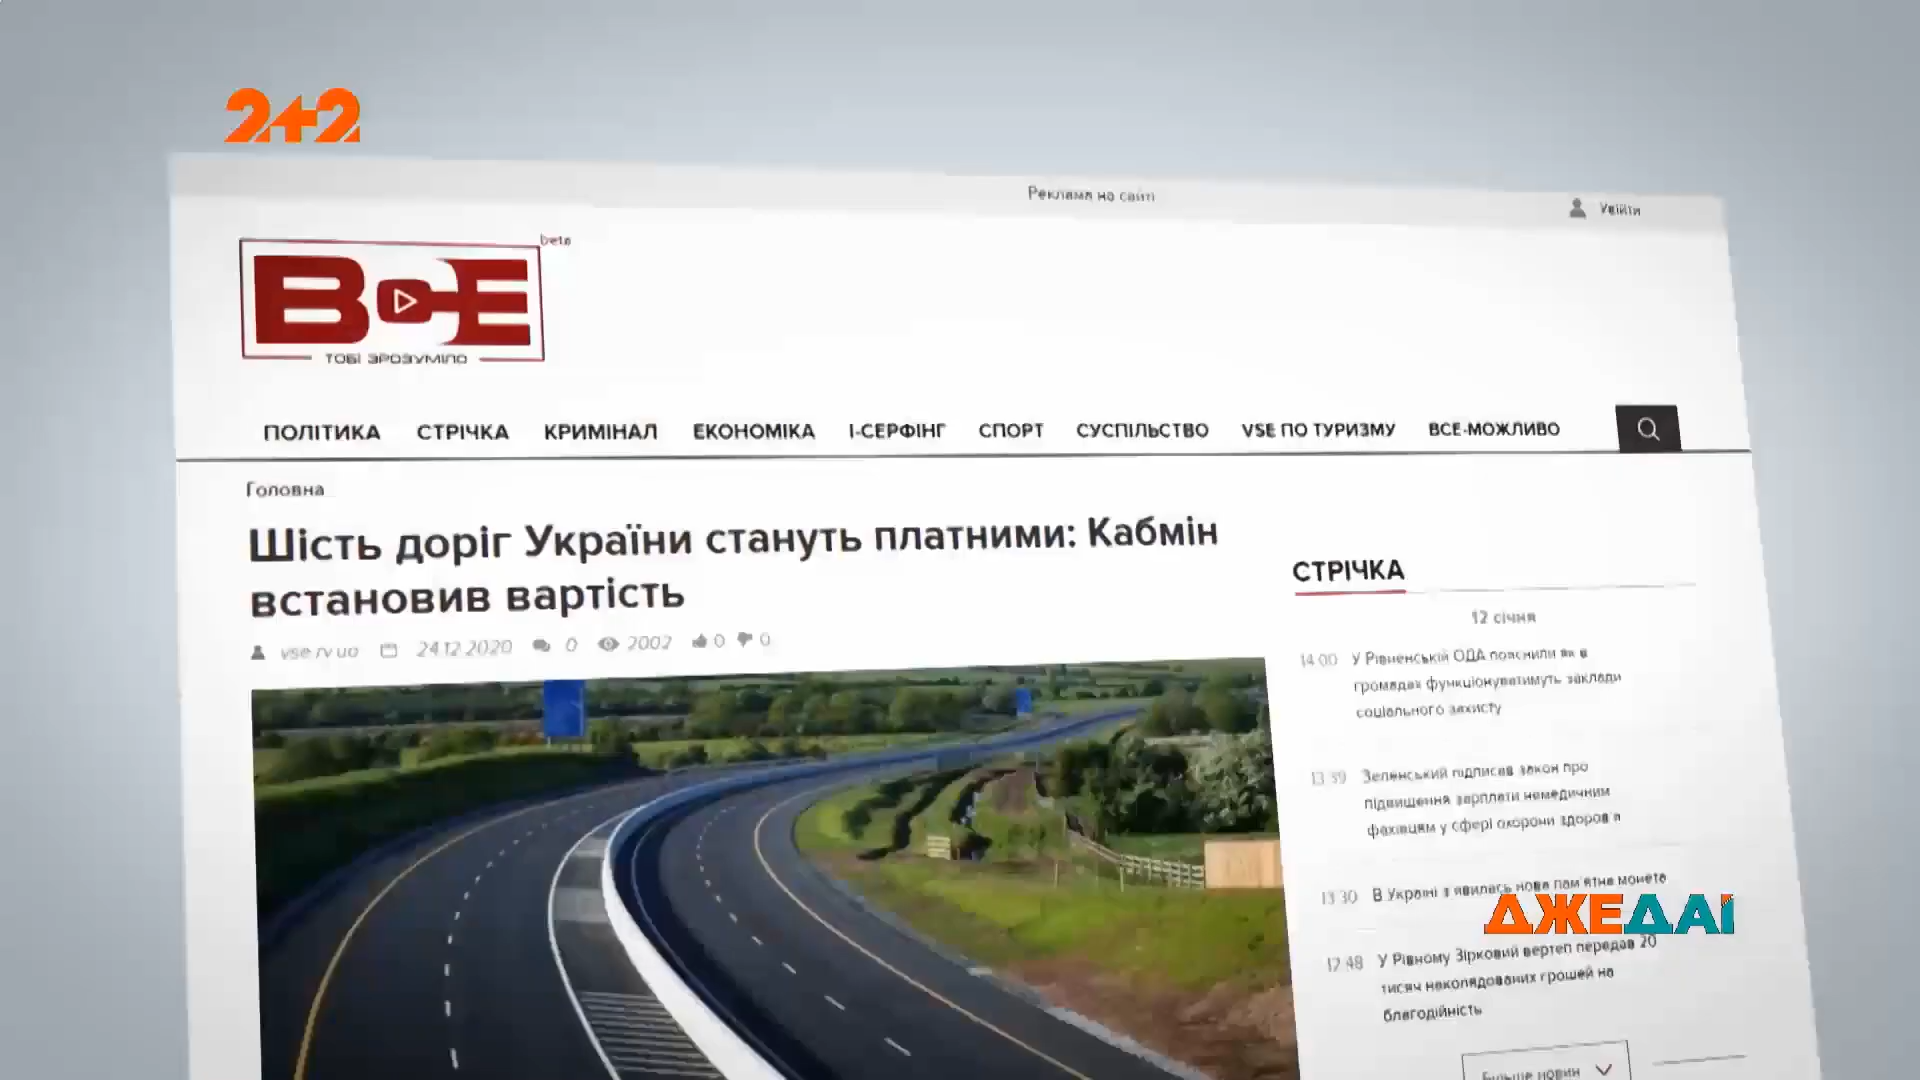 2+2
Реклама на сайті
Увійти
beta
ВСЕ
ТОБІ ЗРОЗУМІЛО
ПОЛІТИКА СТРІЧКА КРИМІНАЛ ЕКОНОМІКА І-СЕРФІНГ СПОРТ СУСПІЛЬСТВО VSE ПО ТУРИЗМУ ВСЕ-МОЖЛИВО
Головна
Шість доріг України стануть платними: Кабмін
встановив вартість
vse.rv.ua 24.12.2020 0 2002 0 0
СТРІЧКА
12 січня
14:00 У Рівненській ОДА пояснили як в
громадах функціонуватимуть заклади
соціального захисту
13:39 Зеленський підписав закон про
підвищення зарплати немедичним
фахівцям у сфері охорони здоров'я
13:30 В Україні з'явилась нова пам'ятна монета
ДЖЕДАІ
12:48 У Рівному Зірковий вертеп передав 20
тисяч наколядованих грошей на
благодійність
Більше новин